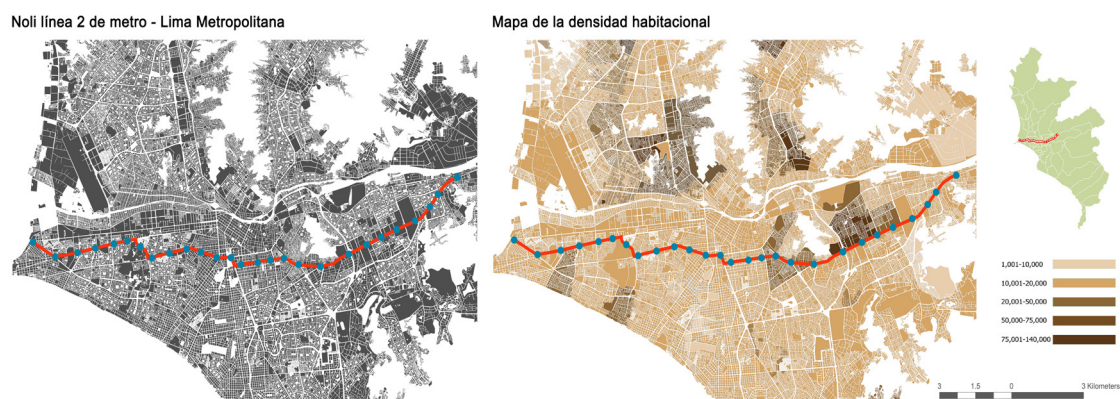 Noli línea 2 de metro - Lima Metropolitana
Mapa de la densidad habitacional
1,001-10,000
10,001-20,000
20,001-50,000
50,000-75,000
75,001-140,000
3 1.5 0 3 Kilometers